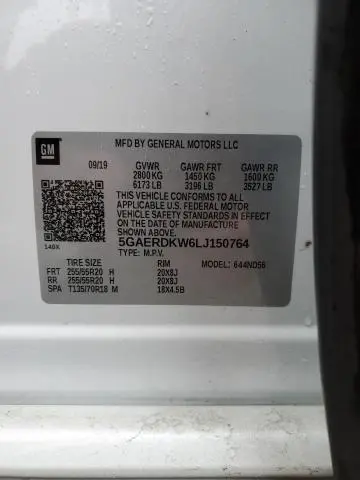 GM
MFD BY GENERAL MOTORS LLC
09/19 GVWR GAWR FRT GAWR RR
2800 KG 1450 KG 1600 KG
6173 LB 3196 LB 3527 LB
THIS VEHICLE CONFORMS TO ALL
APPLICABLE U.S. FEDERAL MOTOR
VEHICLE SAFETY STANDARDS IN EFFECT
ON THE DATE OF MANUFACTURE
SHOWN ABOVE.
5GAERDKW6LJ150764
140X TYPE: M.P.V.
TIRE SIZE RIM 644ND56
FRT 255/55R20 H 20X8J
RR 255/55R20 H 20X8J
SPA T135/70R18 M 18X4.5B